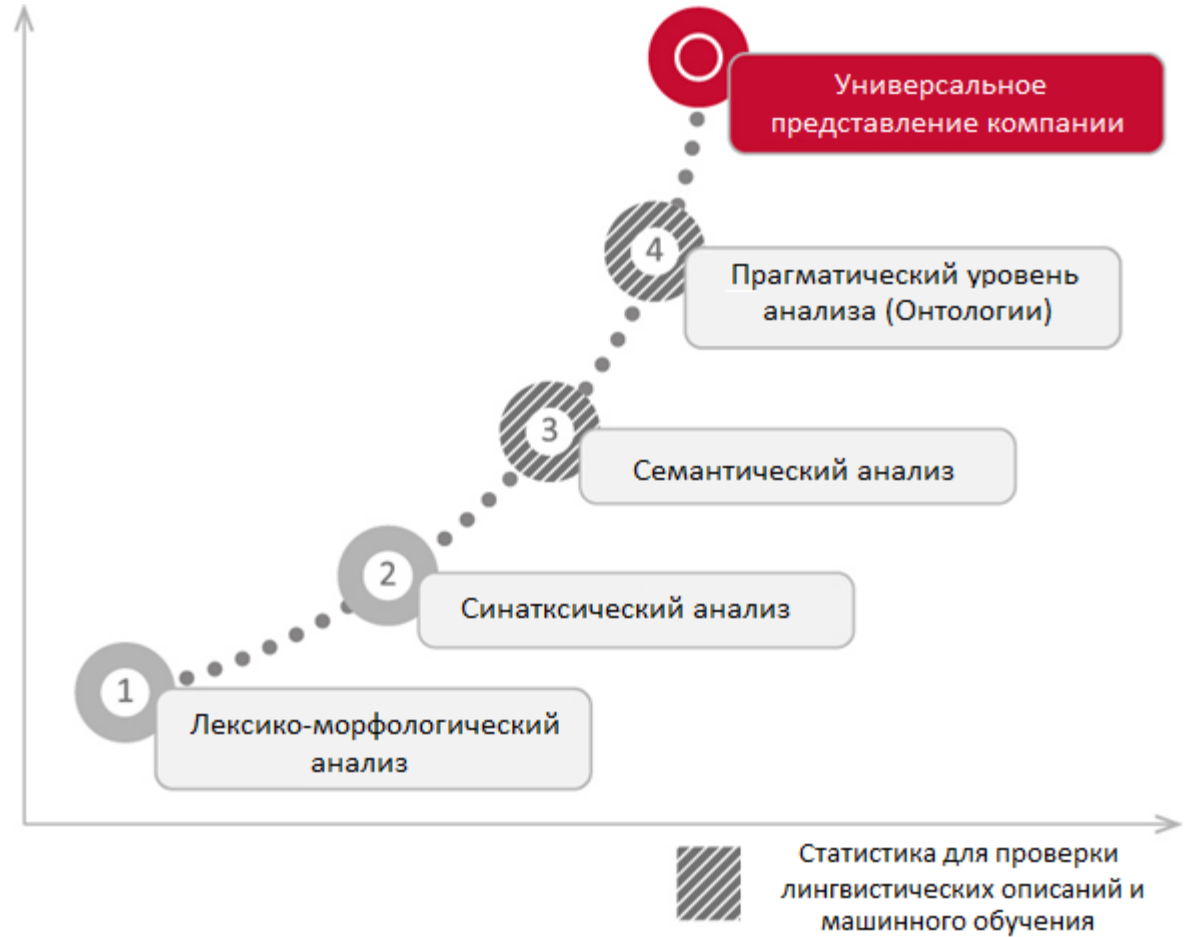 Универсальное
представление компании
4
Прагматический уровень
анализа (Онтологии)
3
Семантический анализ
2
Синатксический анализ
1
Лексико-морфологический
анализ
Статистика для проверки
лингвистических описаний и
машинного обучения